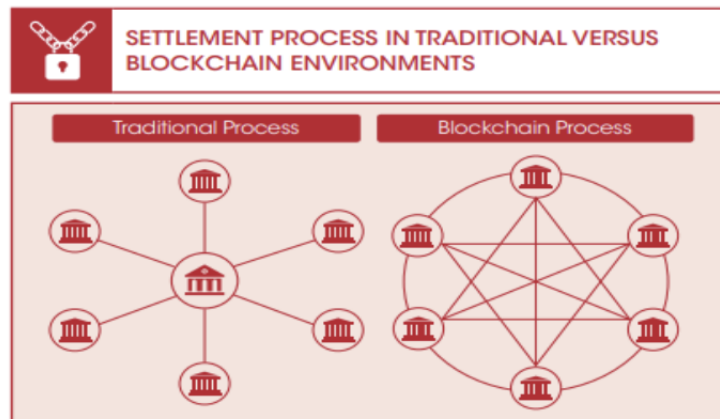 SETTLEMENT PROCESS IN TRADITIONAL VERSUS
BLOCKCHAIN ENVIRONMENTS
Traditional Process
Blockchain Process